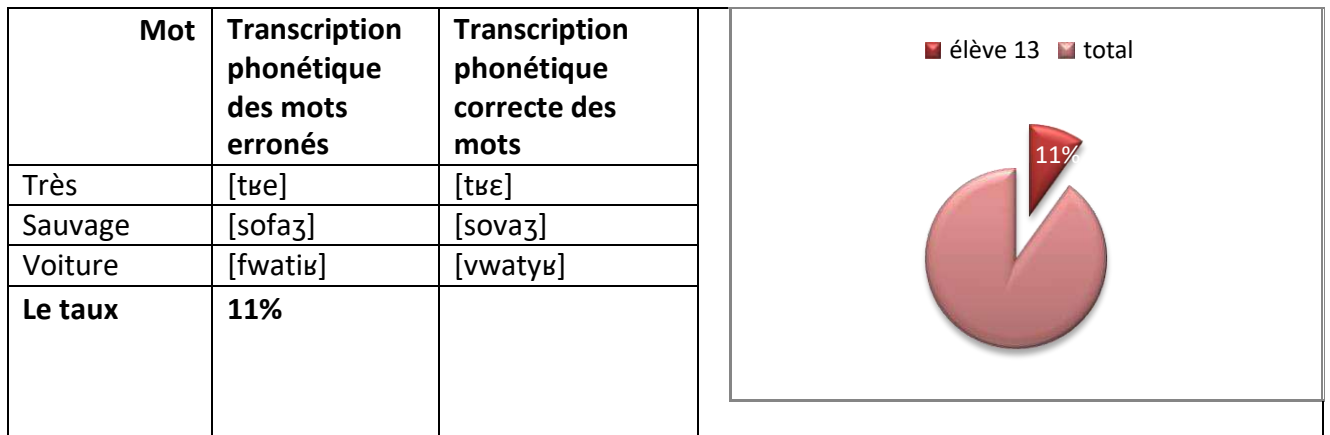 Mot
Transcription
phonétique
des mots
erronés
Transcription
phonétique
correcte des
mots
Très
[tʁe]
[tʁɛ]
Sauvage
[sofaʒ]
[sovaʒ]
Voiture
[fwatiʁ]
[vwatyʁ]
Le taux
11%
élève 13
total
11%